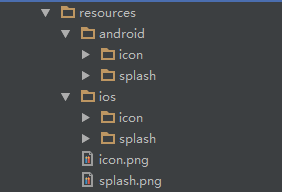 resources
android
icon
splash
ios
icon
splash
icon.png
splash.png